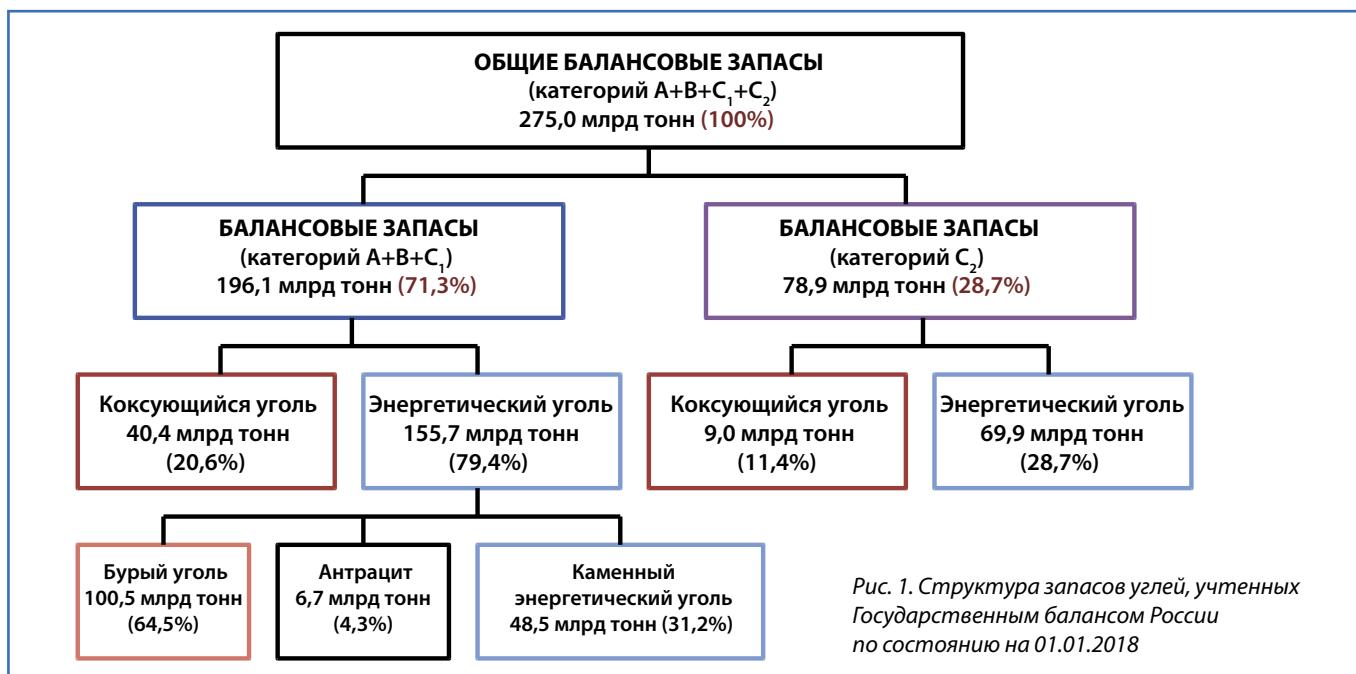 ОБЩИЕ БАЛАНСОВЫЕ ЗАПАСЫ
(категорий А+В+С₁+С₂)
275,0 млрд тонн (100%)
БАЛАНСОВЫЕ ЗАПАСЫ
(категорий А+В+С₁)
196,1 млрд тонн (71,3%)
БАЛАНСОВЫЕ ЗАПАСЫ
(категорий С₂)
78,9 млрд тонн (28,7%)
Коксующийся уголь
40,4 млрд тонн
(20,6%)
Энергетический уголь
155,7 млрд тонн
(79,4%)
Коксующийся уголь
9,0 млрд тонн
(11,4%)
Энергетический уголь
69,9 млрд тонн
(28,7%)
Бурый уголь
100,5 млрд тонн
(64,5%)
Антрацит
6,7 млрд тонн
(4,3%)
Каменный
энергетический уголь
48,5 млрд тонн (31,2%)
Рис. 1. Структура запасов углей, учтенных
Государственным балансом России
по состоянию на 01.01.2018